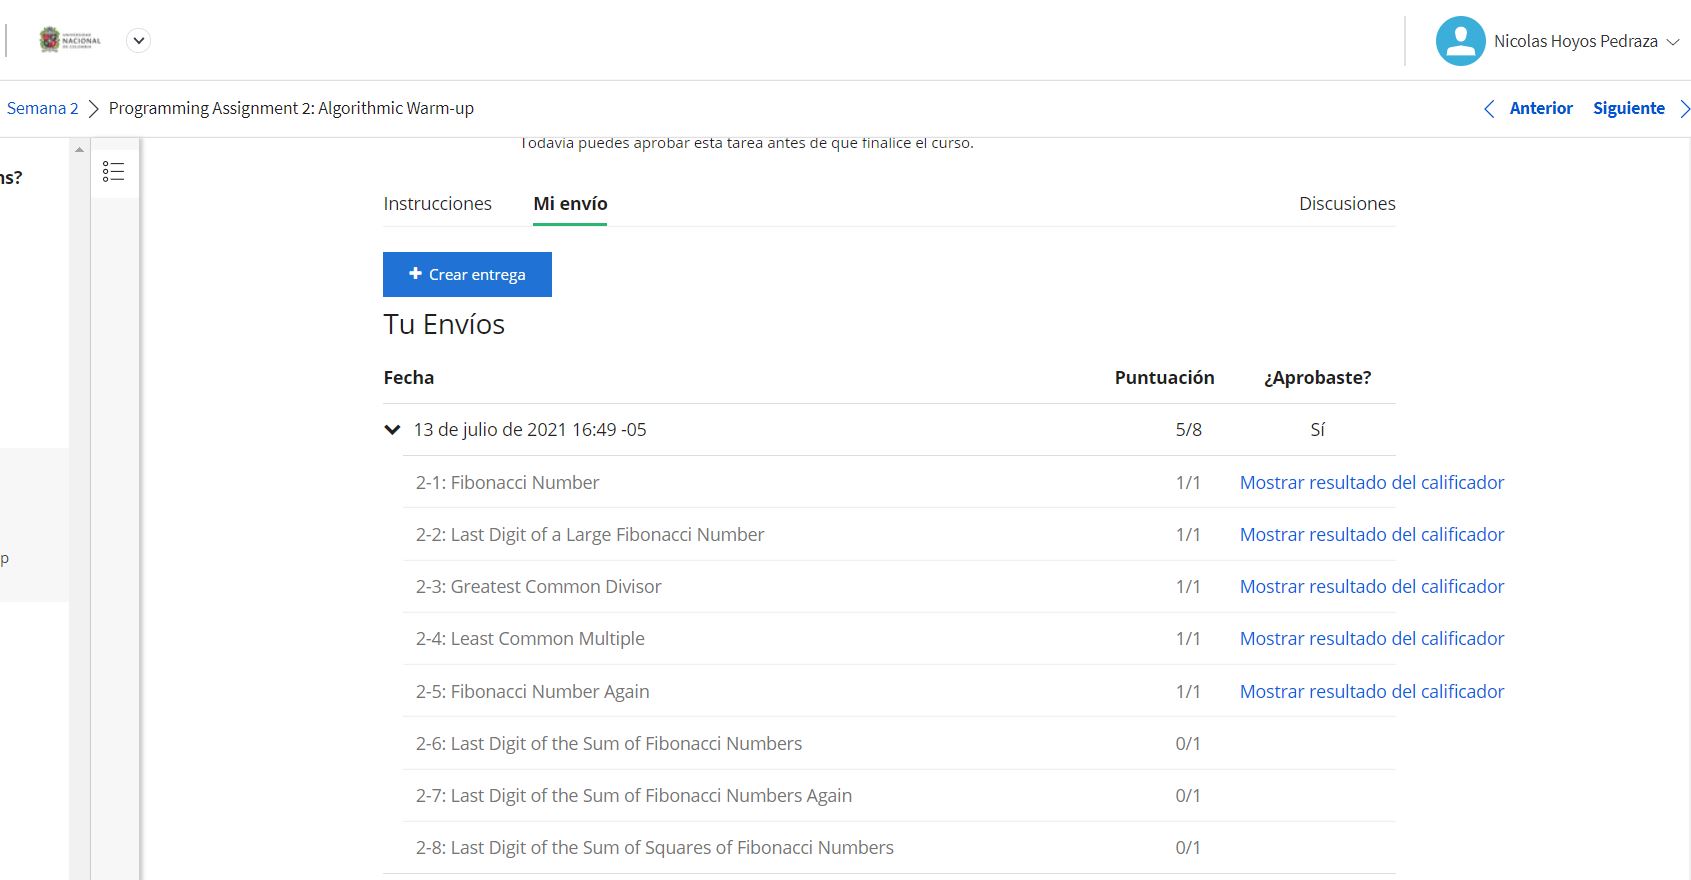 UNIVERSIDAD
NACIONAL
DE COLOMBIA
Nicolas Hoyos Pedraza
Semana 2 Programming Assignment 2: Algorithmic Warm-up
Anterior Siguiente
Todavía puedes aprobar esta tarea antes de que finalice el curso.
ns?
Instrucciones Mi envío Discusiones
+ Crear entrega
Tu Envíos
Fecha Puntuación ¿Aprobaste?
13 de julio de 2021 16:49 -05 5/8 Sí
2-1: Fibonacci Number 1/1 Mostrar resultado del calificador
2-2: Last Digit of a Large Fibonacci Number 1/1 Mostrar resultado del calificador
p
2-3: Greatest Common Divisor 1/1 Mostrar resultado del calificador
2-4: Least Common Multiple 1/1 Mostrar resultado del calificador
2-5: Fibonacci Number Again 1/1 Mostrar resultado del calificador
2-6: Last Digit of the Sum of Fibonacci Numbers 0/1
2-7: Last Digit of the Sum of Fibonacci Numbers Again 0/1
2-8: Last Digit of the Sum of Squares of Fibonacci Numbers 0/1